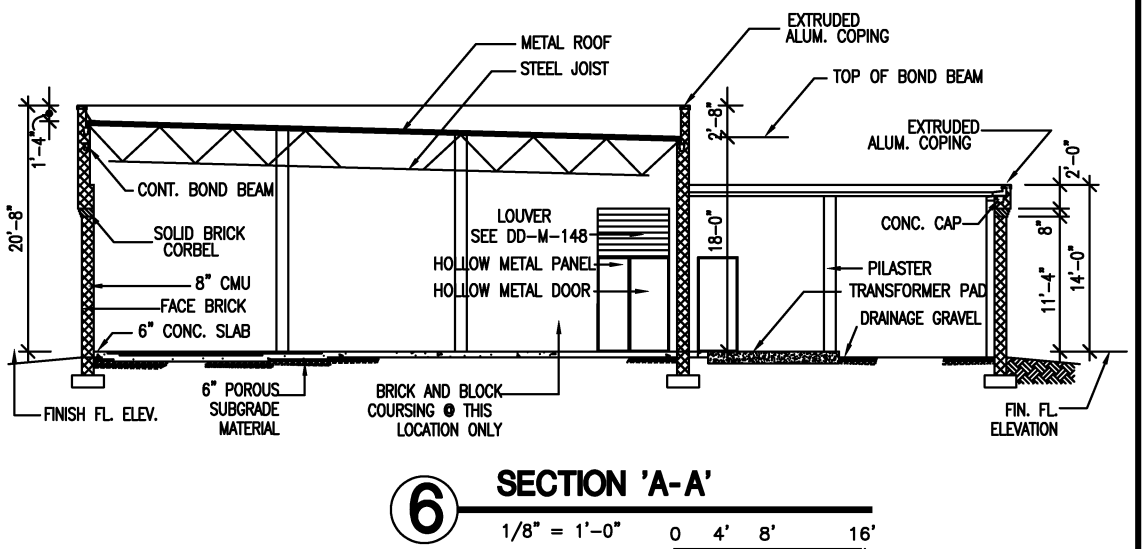 EXTRUDED
ALUM. COPING
METAL ROOF
STEEL JOIST
TOP OF BOND BEAM
EXTRUDED
ALUM. COPING
1'-4"
20'-8"
2'-8"
18'-0"
2'-0"
8"
11'-4"
14'-0"
CONT. BOND BEAM
SOLID BRICK
CORBEL
8" CMU
FACE BRICK
6" CONC. SLAB
LOUVER
SEE DD-M-148
HOLLOW METAL PANEL
HOLLOW METAL DOOR
CONC. CAP
PILASTER
TRANSFORMER PAD
DRAINAGE GRAVEL
FINISH FL. ELEV.
6" POROUS
SUBGRADE
MATERIAL
BRICK AND BLOCK
COURSING @ THIS
LOCATION ONLY
FIN. FL.
ELEVATION
6
SECTION 'A-A'
1/8" = 1'-0"
0 4' 8' 16'